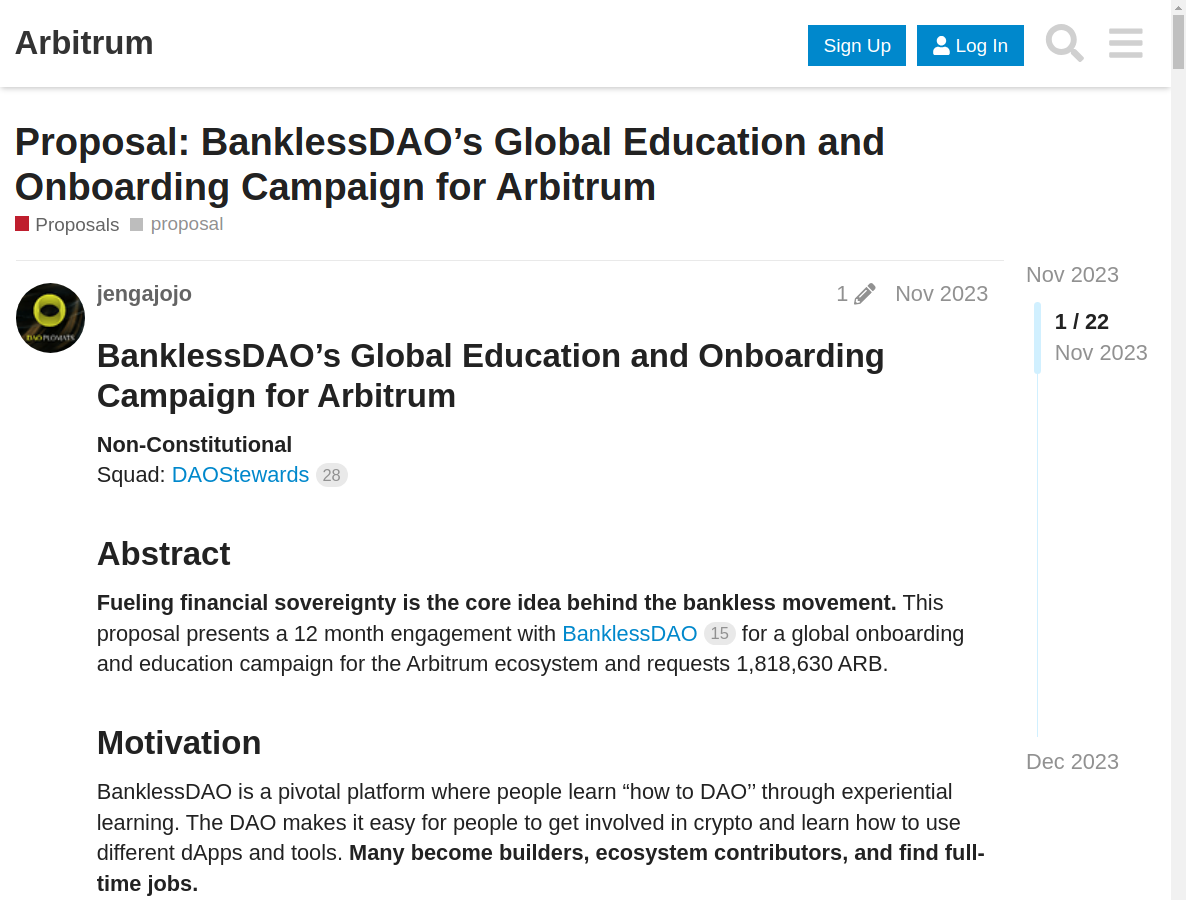 Arbitrum
Sign Up
Log In
Proposal: BanklessDAO’s Global Education and
Onboarding Campaign for Arbitrum
Proposals proposal
jengajojo
1
Nov 2023
DAO PLOMATS
BanklessDAO’s Global Education and Onboarding
Campaign for Arbitrum
Non-Constitutional
Squad: DAOStewards 28
Abstract
Fueling financial sovereignty is the core idea behind the bankless movement. This
proposal presents a 12 month engagement with BanklessDAO 15 for a global onboarding
and education campaign for the Arbitrum ecosystem and requests 1,818,630 ARB.
Motivation
BanklessDAO is a pivotal platform where people learn “how to DAO’’ through experiential
learning. The DAO makes it easy for people to get involved in crypto and learn how to use
different dApps and tools. Many become builders, ecosystem contributors, and find full-
time jobs.
Nov 2023
1 / 22
Nov 2023
Dec 2023